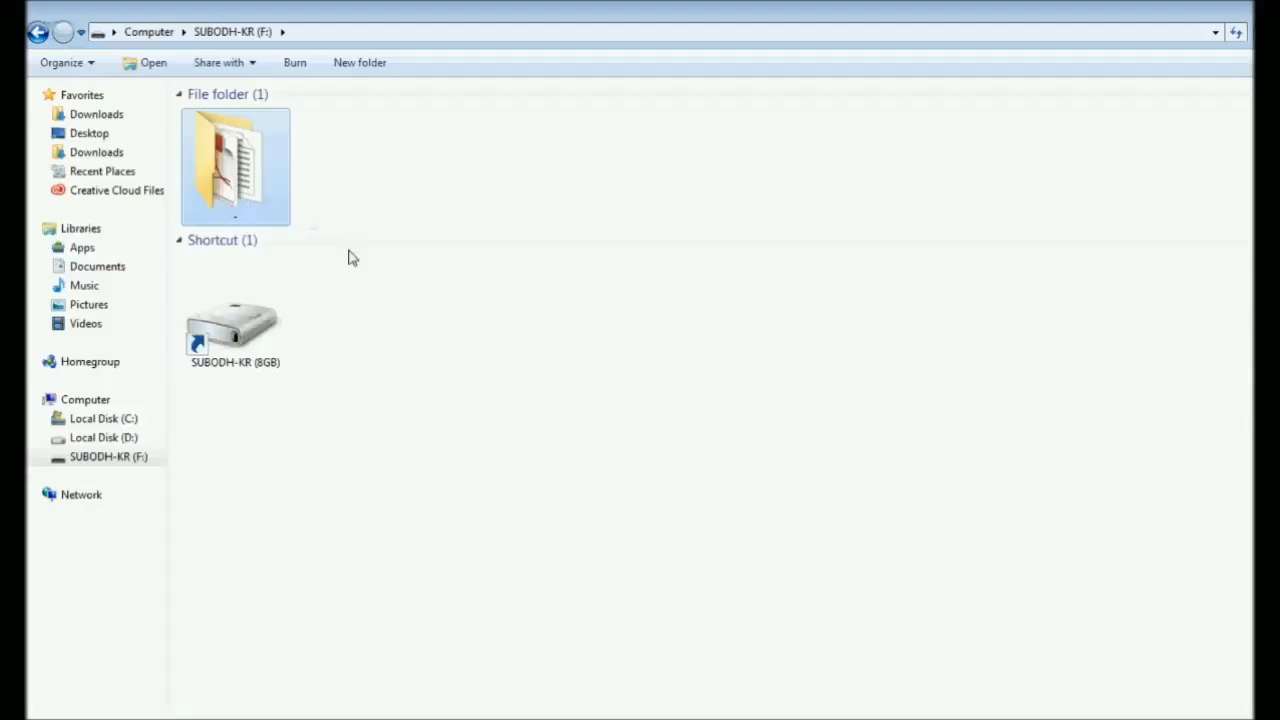 Computer SUBODH-KR (F:)
Organize Open Share with Burn New folder
Favorites
Downloads
Desktop
Downloads
Recent Places
Creative Cloud Files
Libraries
Apps
Documents
Music
Pictures
Videos
Homegroup
Computer
Local Disk (C:)
Local Disk (D:)
SUBODH-KR (F:)
Network
File folder (1)
-
Shortcut (1)
SUBODH-KR (8GB)